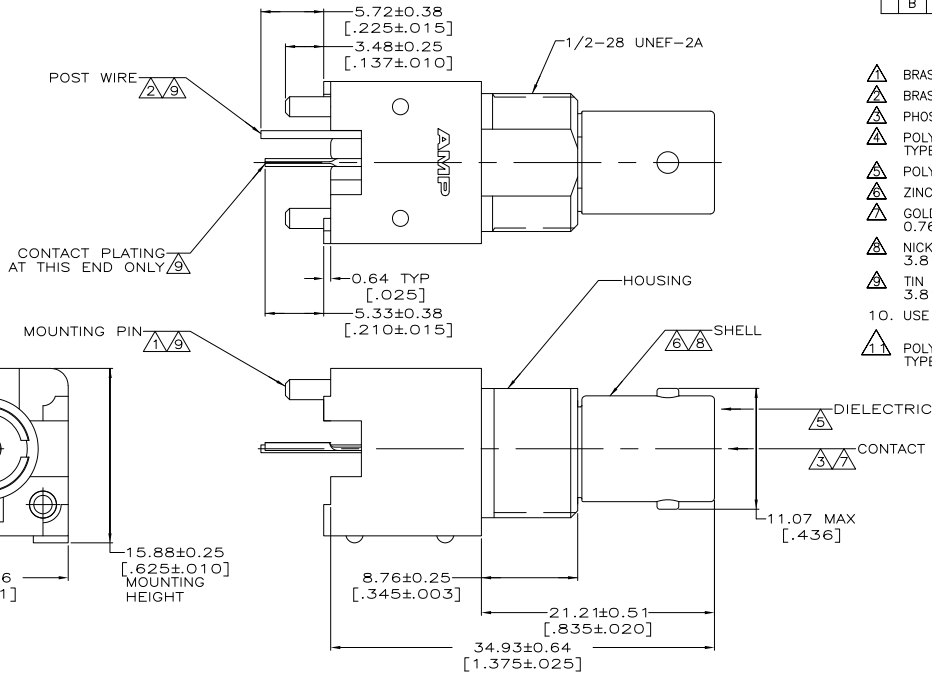 B
5.72±0.38
[.225±.015]
3.48±0.25
[.137±.010]
1/2-28 UNEF-2A
POST WIRE
2 9
AMP
CONTACT PLATING
AT THIS END ONLY 9
0.64 TYP
[.025]
5.33±0.38
[.210±.015]
HOUSING
MOUNTING PIN
1 9
SHELL
6 8
DIELECTRIC
5
CONTACT
3 7
11.07 MAX
[.436]
15.88±0.25
[.625±.010]
MOUNTING
HEIGHT
6
1]
8.76±0.25
[.345±.003]
21.21±0.51
[.835±.020]
34.93±0.64
[1.375±.025]
1 BRAS
2 BRAS
3 PHOS
4 POLY
TYPE
5 POLY
6 ZINC
7 GOLD
0.76
8 NICK
3.8
9 TIN
3.8
10. USE
11 POLY
TYPE